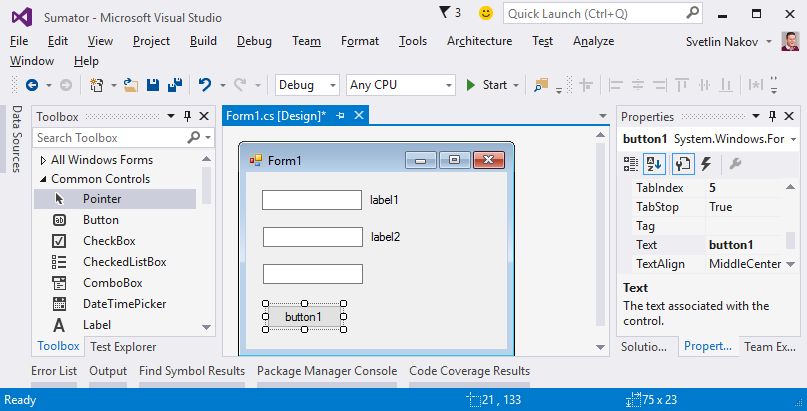 Sumator - Microsoft Visual Studio
3
Quick Launch (Ctrl+Q)
File Edit View Project Build Debug Team Format Tools Architecture Test Analyze
Svetlin Nakov
Window Help
Debug Any CPU Start
Data Sources
Toolbox
Search Toolbox
All Windows Forms
Common Controls
Pointer
Button
CheckBox
CheckedListBox
ComboBox
DateTimePicker
Label
Toolbox Test Explorer
Form1.cs [Design]*
Form1
label1
label2
button1
Properties
button1 System.Windows.For
TabIndex 5
TabStop True
Tag
Text button1
TextAlign MiddleCenter
Text
The text associated with the
control.
Solutio... Propert... Team Ex...
Error List Output Find Symbol Results Package Manager Console Code Coverage Results
Ready 21 , 133 75 x 23